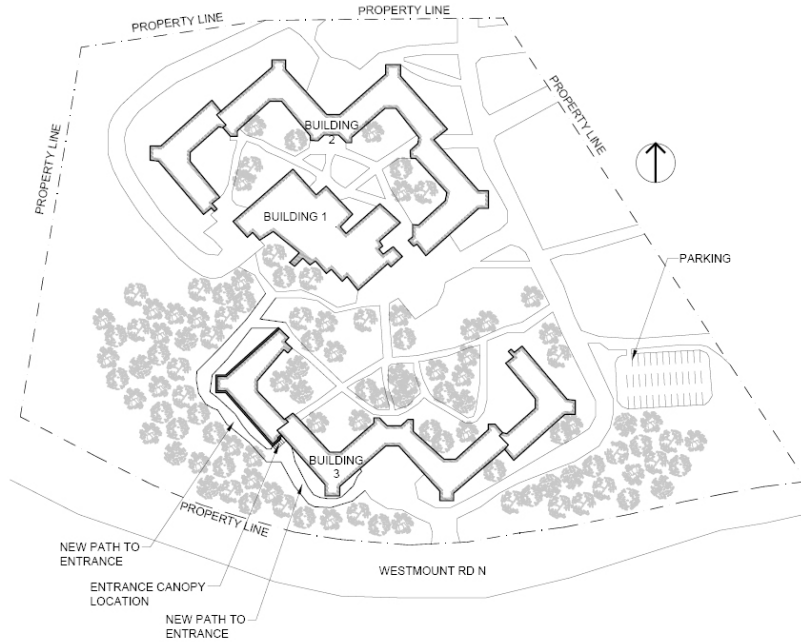 PROPERTY LINE
PROPERTY LINE
PROPERTY LINE
PROPERTY LINE
BUILDING
2
BUILDING 1
PARKING
BUILDING
3
PROPERTY LINE
NEW PATH TO
ENTRANCE
ENTRANCE CANOPY
LOCATION
NEW PATH TO
ENTRANCE
WESTMOUNT RD N